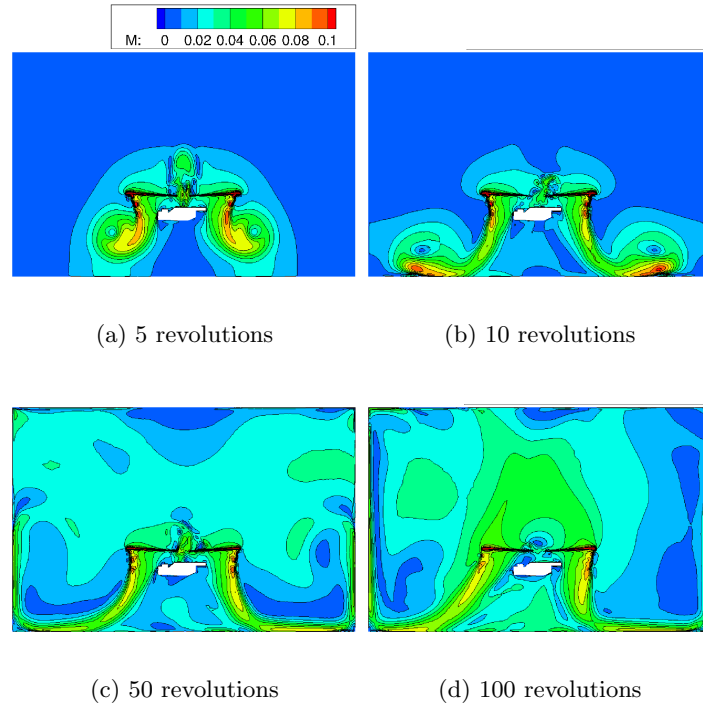 M: 0 0.02 0.04 0.06 0.08 0.1
(a) 5 revolutions
(b) 10 revolutions
(c) 50 revolutions
(d) 100 revolutions